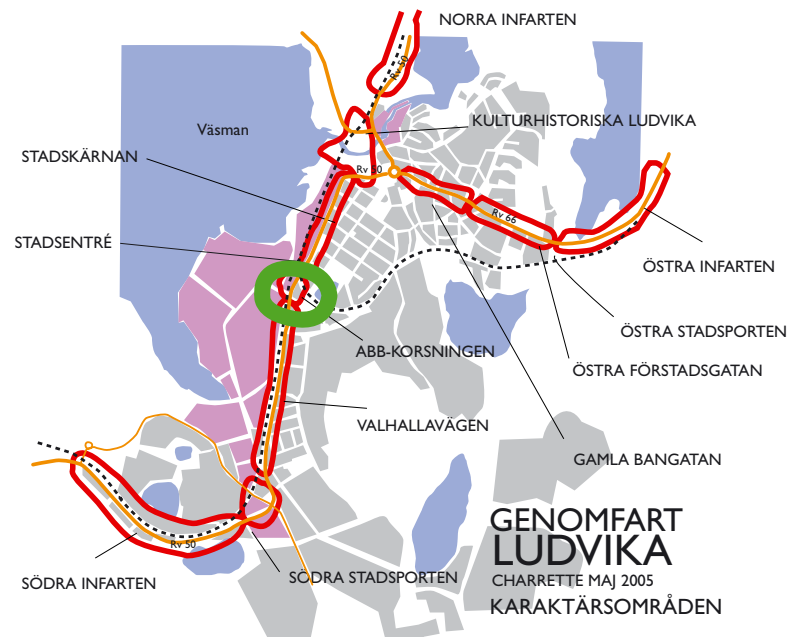 NORRA INFARTEN
Rv 50
KULTURHISTORISKA LUDVIKA
Väsman
STADSKÄRNAN
Rv 50
Rv 66
STADSENTRÉ
ÖSTRA INFARTEN
ÖSTRA STADSPORTEN
ABB-KORSNINGEN
ÖSTRA FÖRSTADSGATAN
VALHALLAVÄGEN
GAMLA BANGATAN
Rv 50
SÖDRA INFARTEN
SÖDRA STADSPORTEN
GENOMFART
LUDVIKA
CHARRETTE MAJ 2005
KARAKTÄRSOMRÅDEN